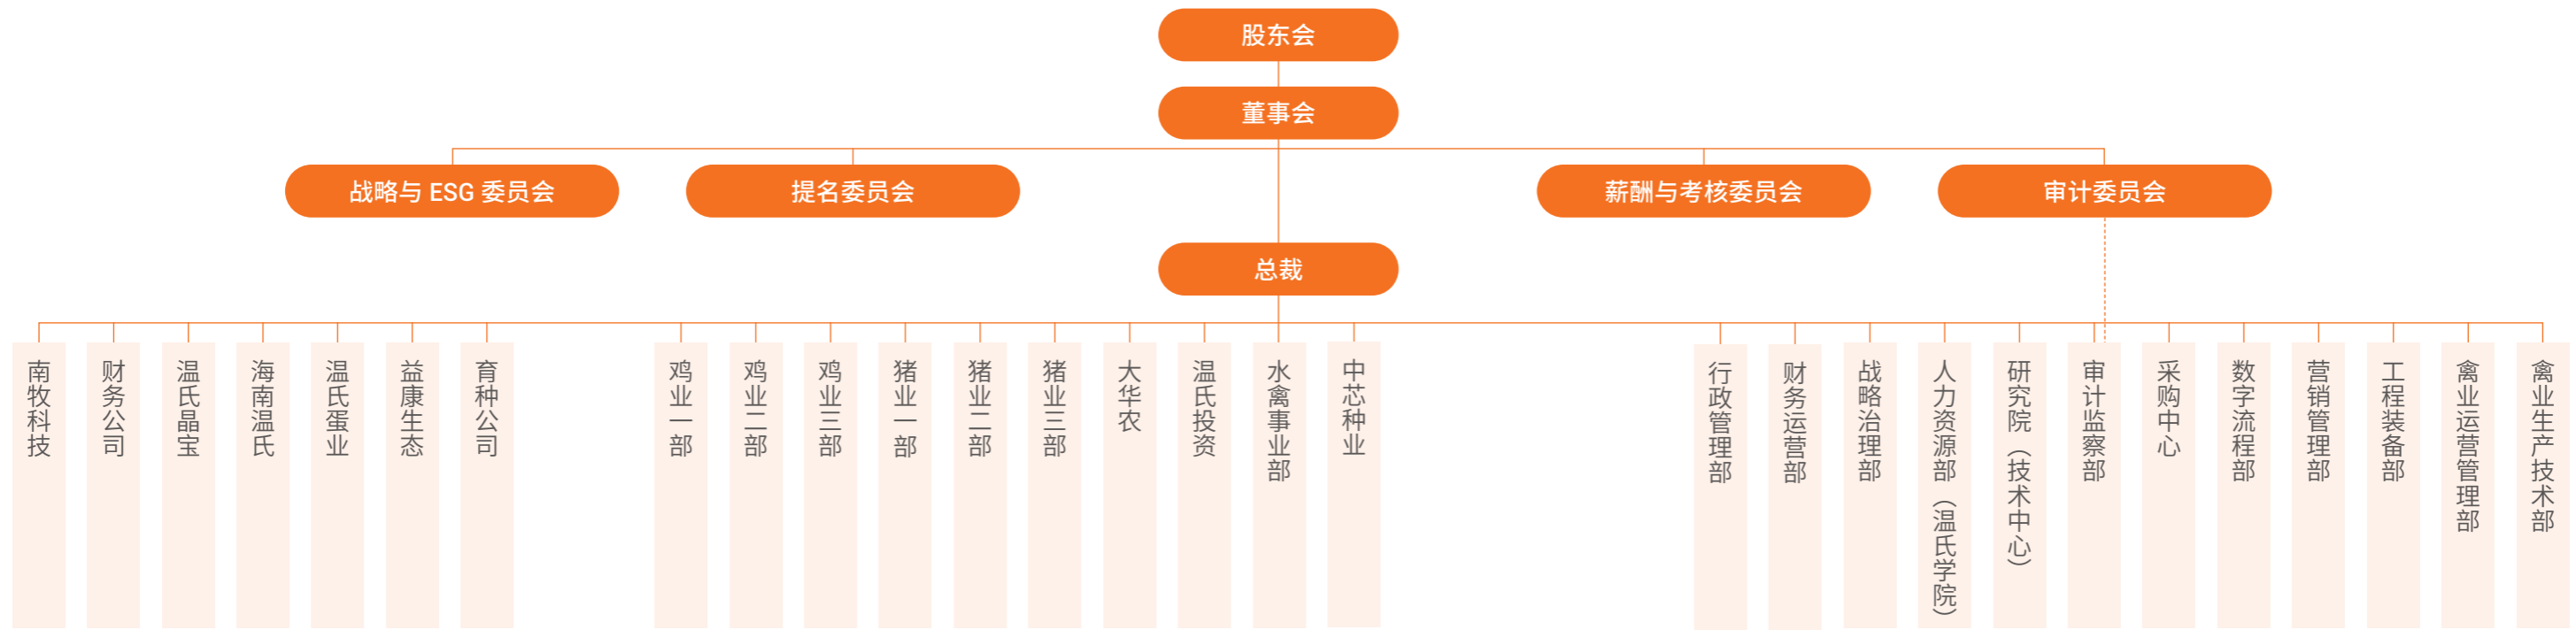 股东会
董事会
战略与 ESG 委员会
提名委员会
薪酬与考核委员会
审计委员会
总裁
南牧科技
财务公司
温氏晶宝
海南温氏
温氏蛋业
益康生态
育种公司
鸡业一部
鸡业二部
鸡业三部
猪业一部
猪业二部
猪业三部
大华农
温氏投资
水禽事业部
中芯种业
行政管理部
财务运营部
战略治理部
人力资源部（温氏学院）
研究院（技术中心）
审计监察部
采购中心
数字流程部
营销管理部
工程装备部
禽业运营管理部
禽业生产技术部